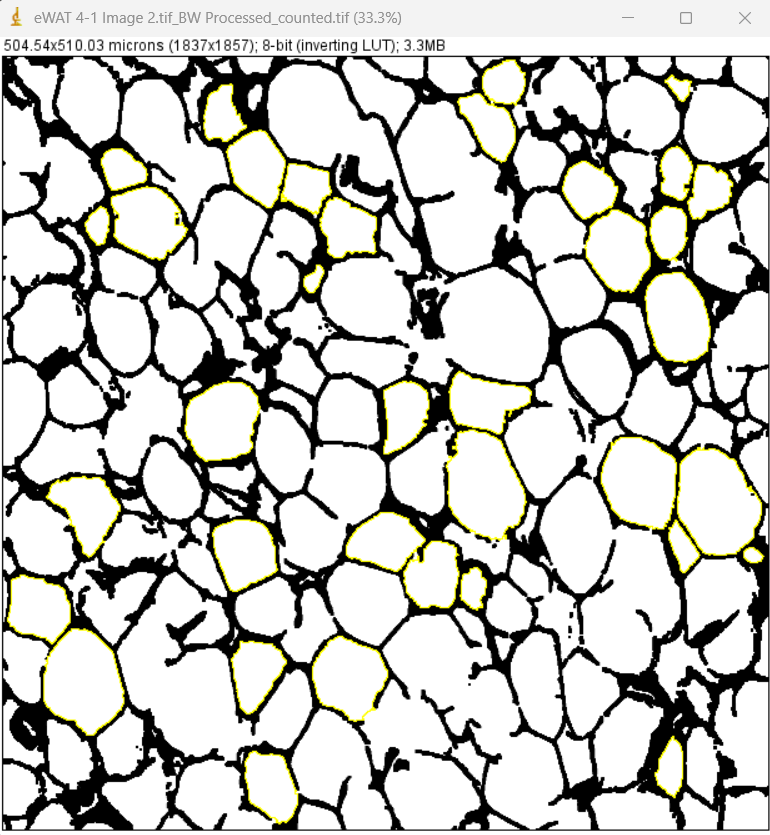 eWAT 4-1 Image 2.tif_BW Processed_counted.tif (33.3%)
504.54x510.03 microns (1837x1857); 8-bit (inverting LUT); 3.3MB